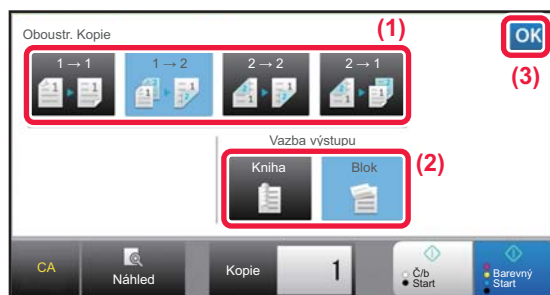 Oboustr. Kopie
(1)
OK
(3)
1 → 1
1 → 2
2 → 2
2 → 1
Vazba výstupu
Kniha
Blok
(2)
CA
Náhled
Kopie
1
Č/b
Start
Barevný
Start